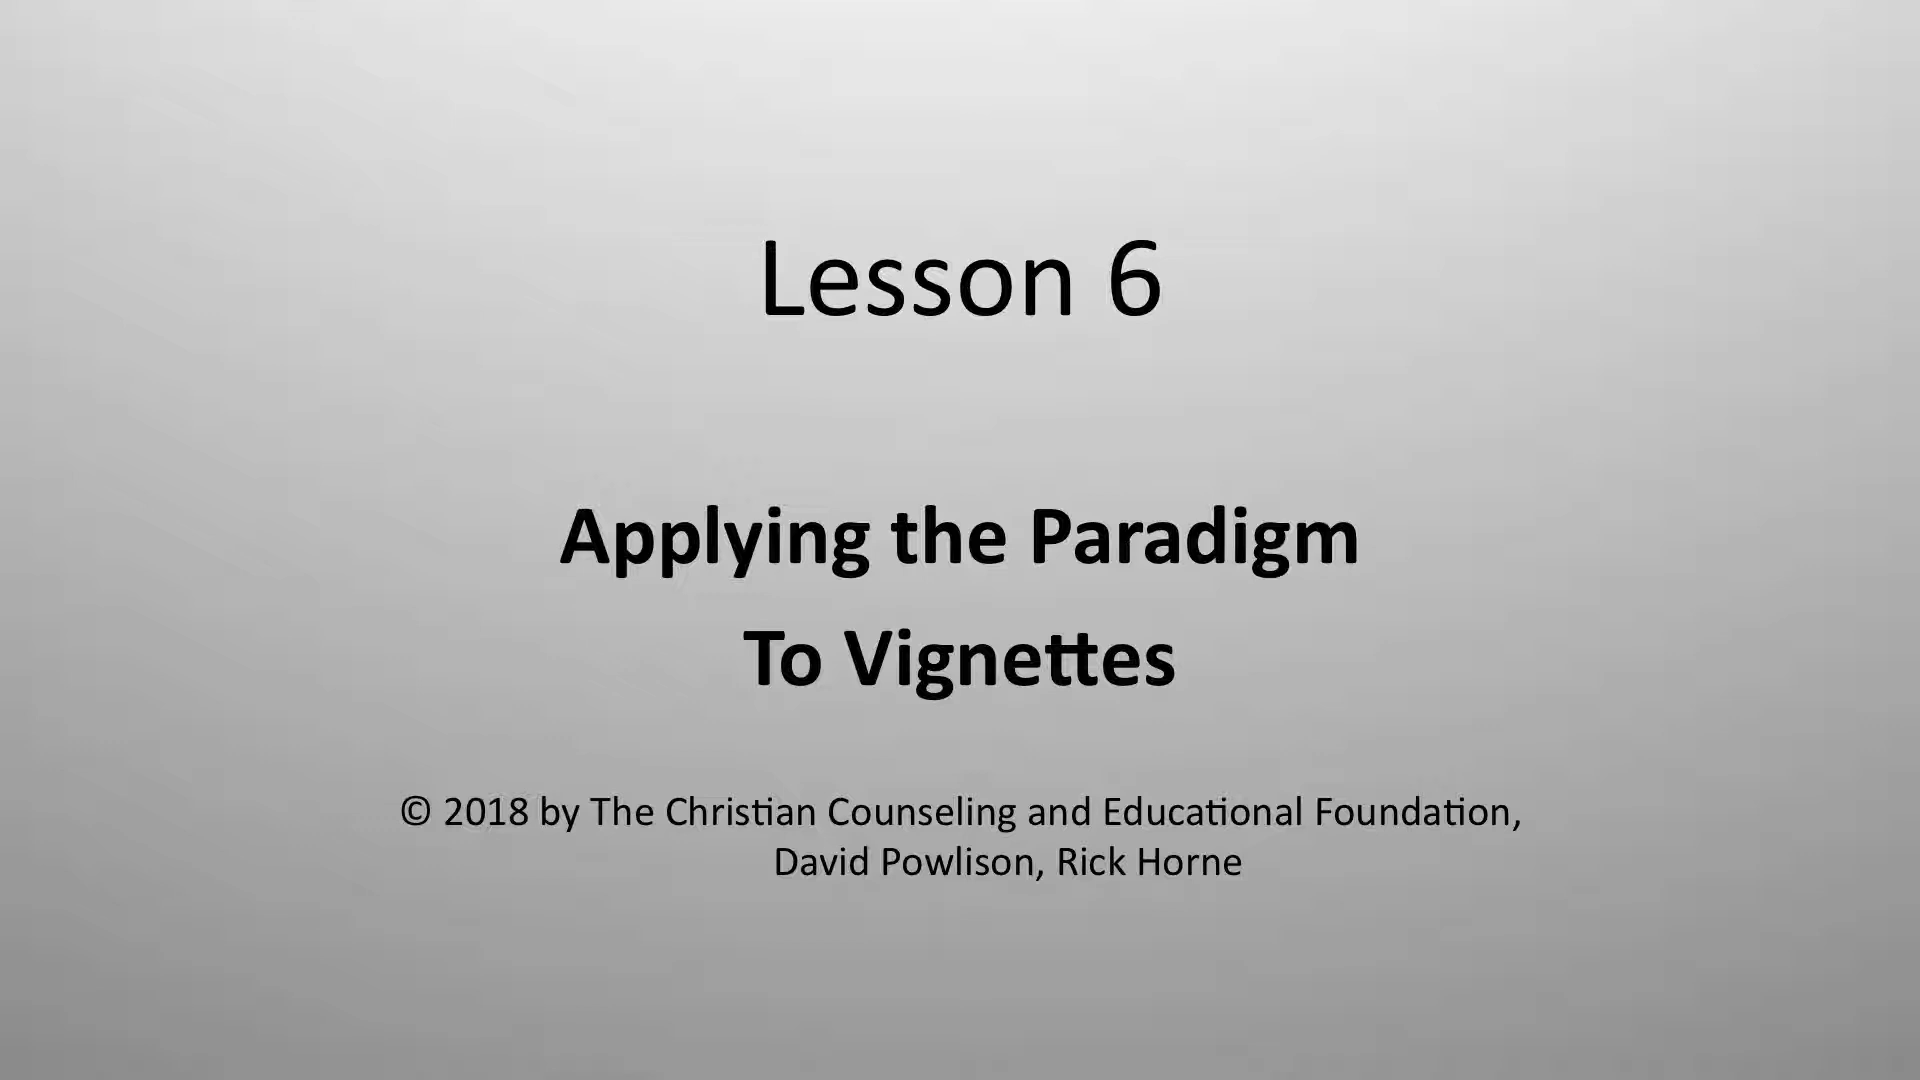 Lesson 6
Applying the Paradigm
To Vignettes
© 2018 by The Christian Counseling and Educational Foundation,
David Powlison, Rick Horne